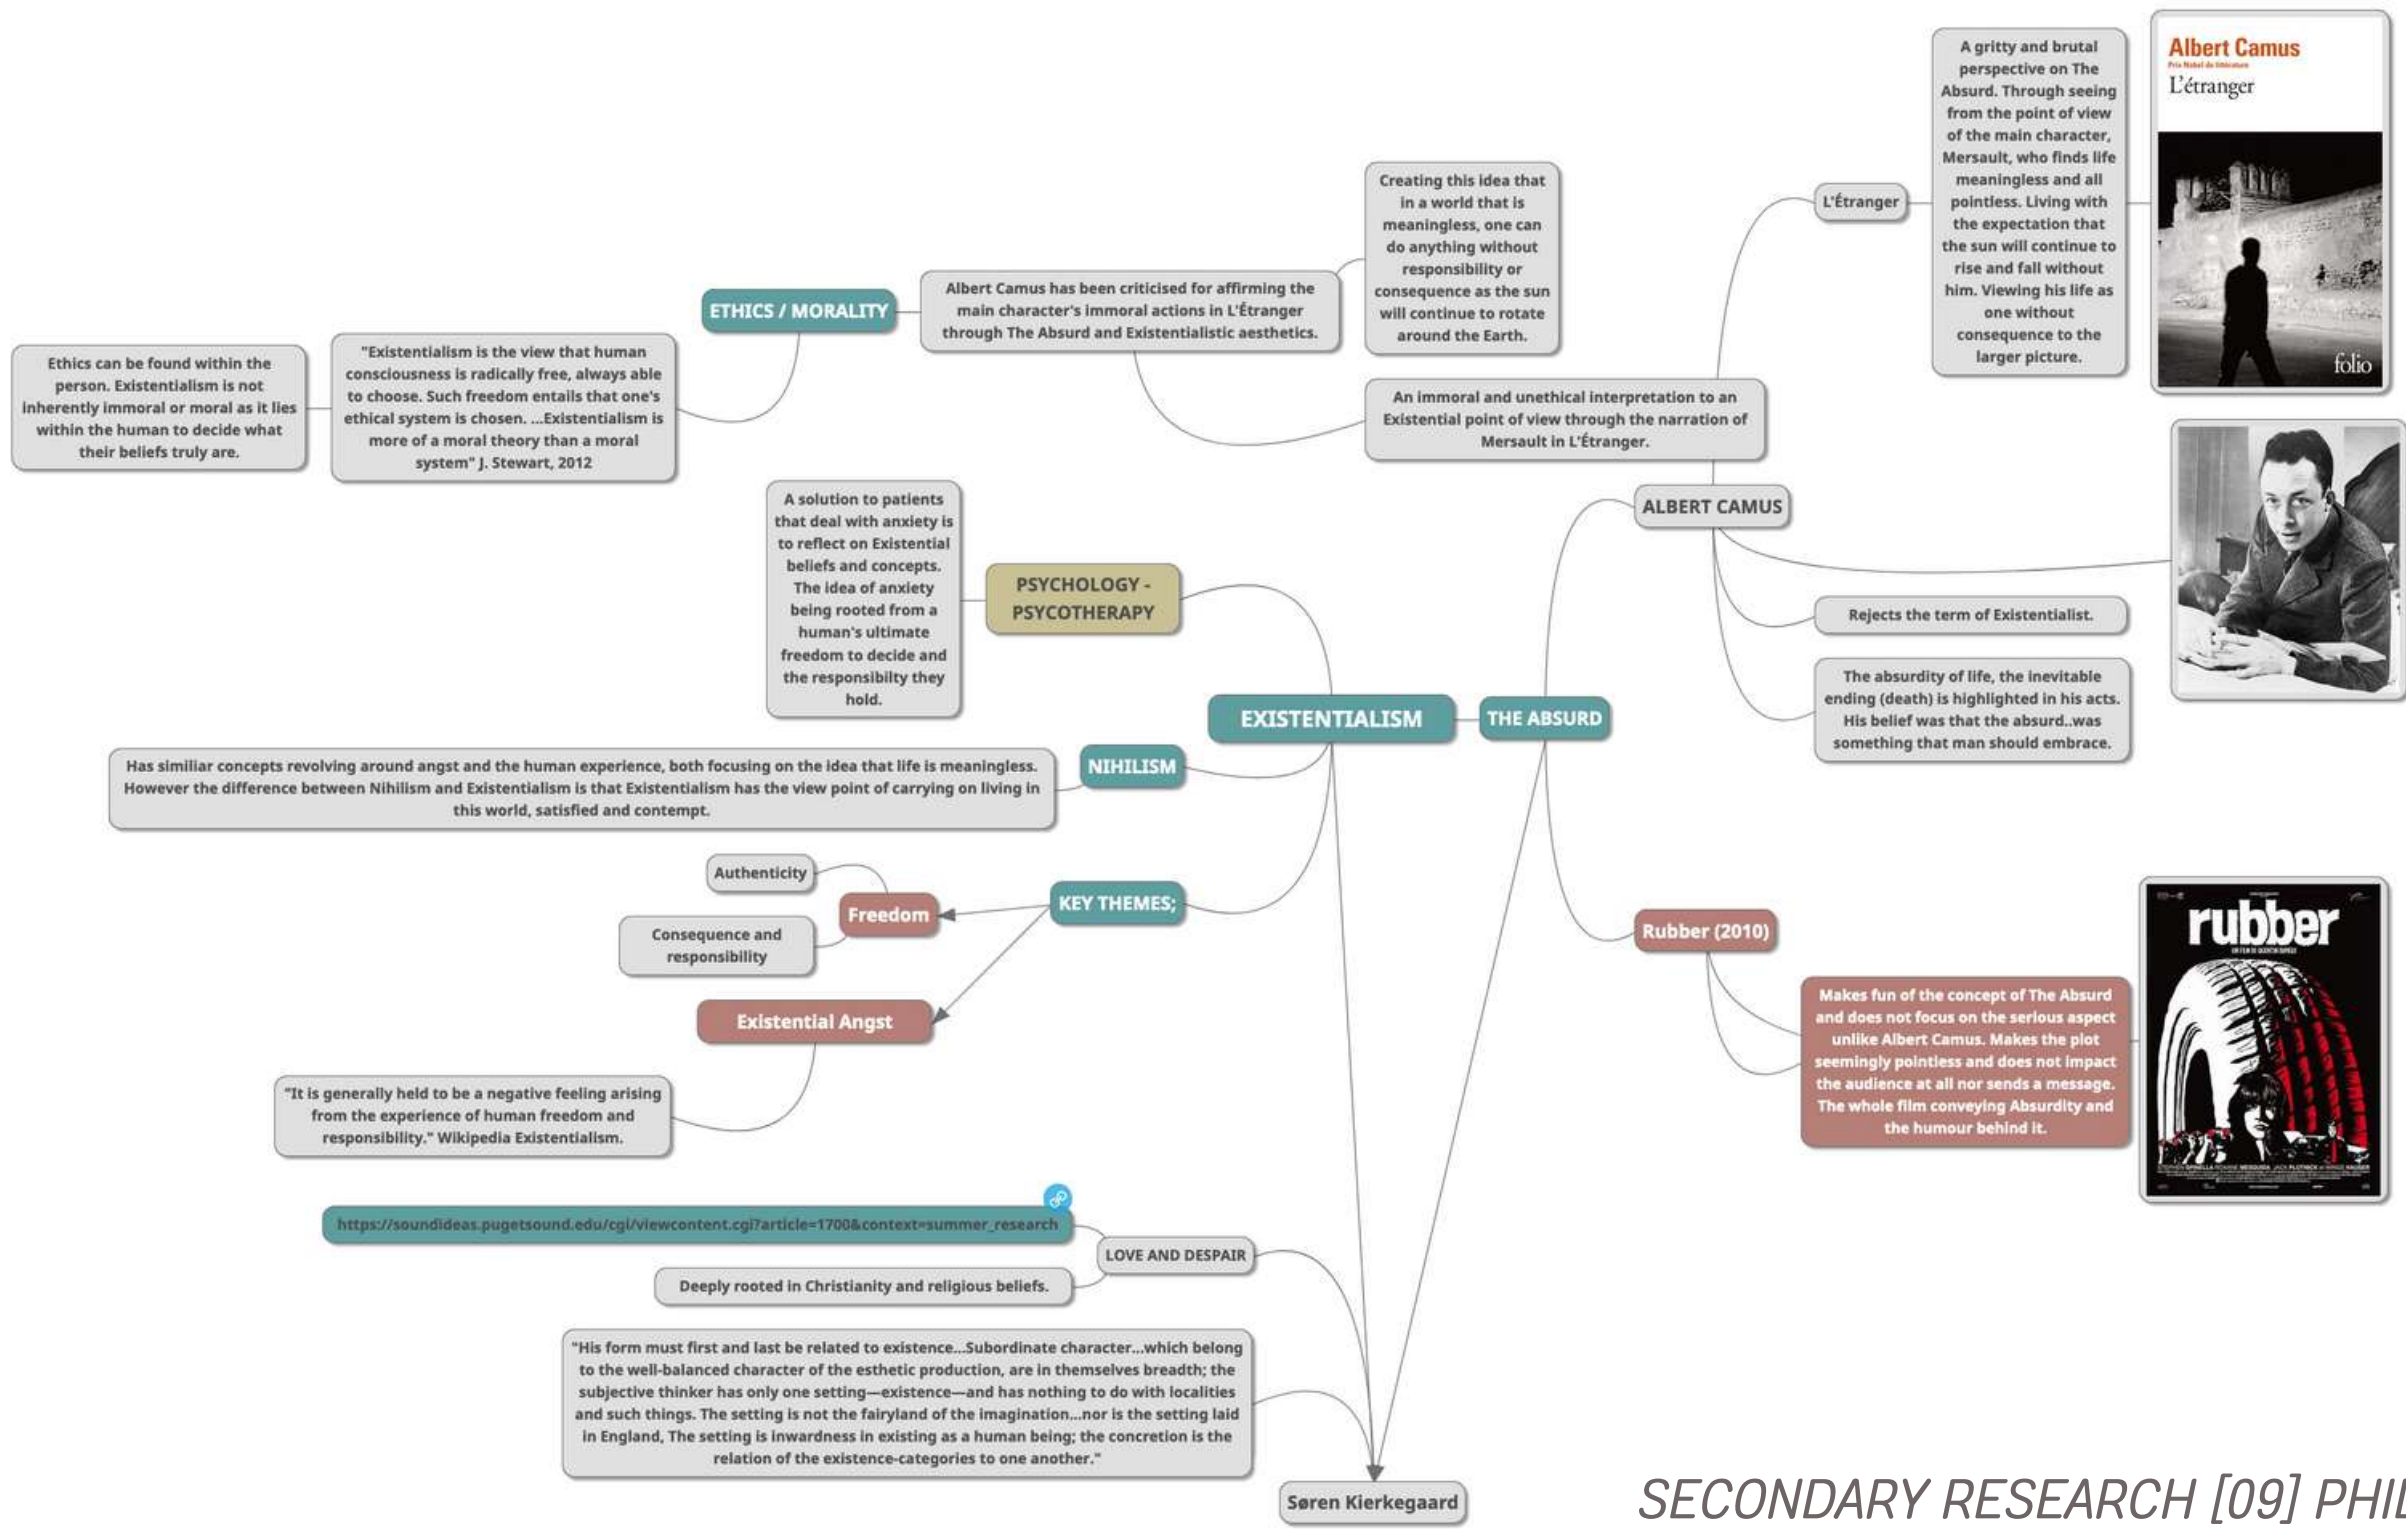 Albert Camus
Prix Nobel de littérature
L'étranger
folio
A gritty and brutal
perspective on The
Absurd. Through seeing
from the point of view
of the main character,
Mersault, who finds life
meaningless and all
pointless. Living with
the expectation that
the sun will continue to
rise and fall without
him. Viewing his life as
one without
consequence to the
larger picture.
L'Étranger
Creating this idea that
in a world that is
meaningless, one can
do anything without
responsibility or
consequence as the sun
will continue to rotate
around the Earth.
ETHICS / MORALITY
Albert Camus has been criticised for affirming the
main character's immoral actions in L'Étranger
through The Absurd and Existentialistic aesthetics.
Ethics can be found within the
person. Existentialism is not
inherently immoral or moral as it lies
within the human to decide what
their beliefs truly are.
"Existentialism is the view that human
consciousness is radically free, always able
to choose. Such freedom entails that one's
ethical system is chosen. ...Existentialism is
more of a moral theory than a moral
system" J. Stewart, 2012
An immoral and unethical interpretation to an
Existential point of view through the narration of
Mersault in L'Étranger.
ALBERT CAMUS
Rejects the term of Existentialist.
The absurdity of life, the inevitable
ending (death) is highlighted in his acts.
His belief was that the absurd..was
something that man should embrace.
A solution to patients
that deal with anxiety is
to reflect on Existential
beliefs and concepts.
The idea of anxiety
being rooted from a
human's ultimate
freedom to decide and
the responsibilty they
hold.
PSYCHOLOGY -
PSYCOTHERAPY
EXISTENTIALISM
THE ABSURD
NIHILISM
Has similiar concepts revolving around angst and the human experience, both focusing on the idea that life is meaningless.
However the difference between Nihilism and Existentialism is that Existentialism has the view point of carrying on living in
this world, satisfied and contempt.
Authenticity
Freedom
KEY THEMES;
Consequence and
responsibility
Existential Angst
"It is generally held to be a negative feeling arising
from the experience of human freedom and
responsibility." Wikipedia Existentialism.
Rubber (2010)
Makes fun of the concept of The Absurd
and does not focus on the serious aspect
unlike Albert Camus. Makes the plot
seemingly pointless and does not impact
the audience at all nor sends a message.
The whole film conveying Absurdity and
the humour behind it.
rubber
UN FILM DE QUENTIN DUPIEUX
STEPHEN SPINELLA ROXANE MESQUIDA JACK PLOTNICK WINGS HAUSER
https://soundideas.pugetsound.edu/cgi/viewcontent.cgi?article=1700&context=summer_research
LOVE AND DESPAIR
Deeply rooted in Christianity and religious beliefs.
"His form must first and last be related to existence...Subordinate character...which belong
to the well-balanced character of the esthetic production, are in themselves breadth; the
subjective thinker has only one setting—existence—and has nothing to do with localities
and such things. The setting is not the fairyland of the imagination...nor is the setting laid
in England, The setting is inwardness in existing as a human being; the concretion is the
relation of the existence-categories to one another."
Søren Kierkegaard
SECONDARY RESEARCH [09] PHIL